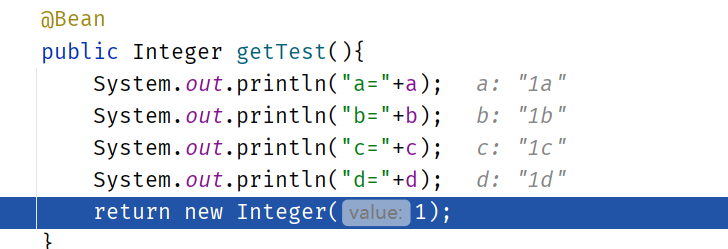 @Bean
public Integer getTest(){
System.out.println("a="+a); a: "1a"
System.out.println("b="+b); b: "1b"
System.out.println("c="+c); c: "1c"
System.out.println("d="+d); d: "1d"
return new Integer( value: 1);
}